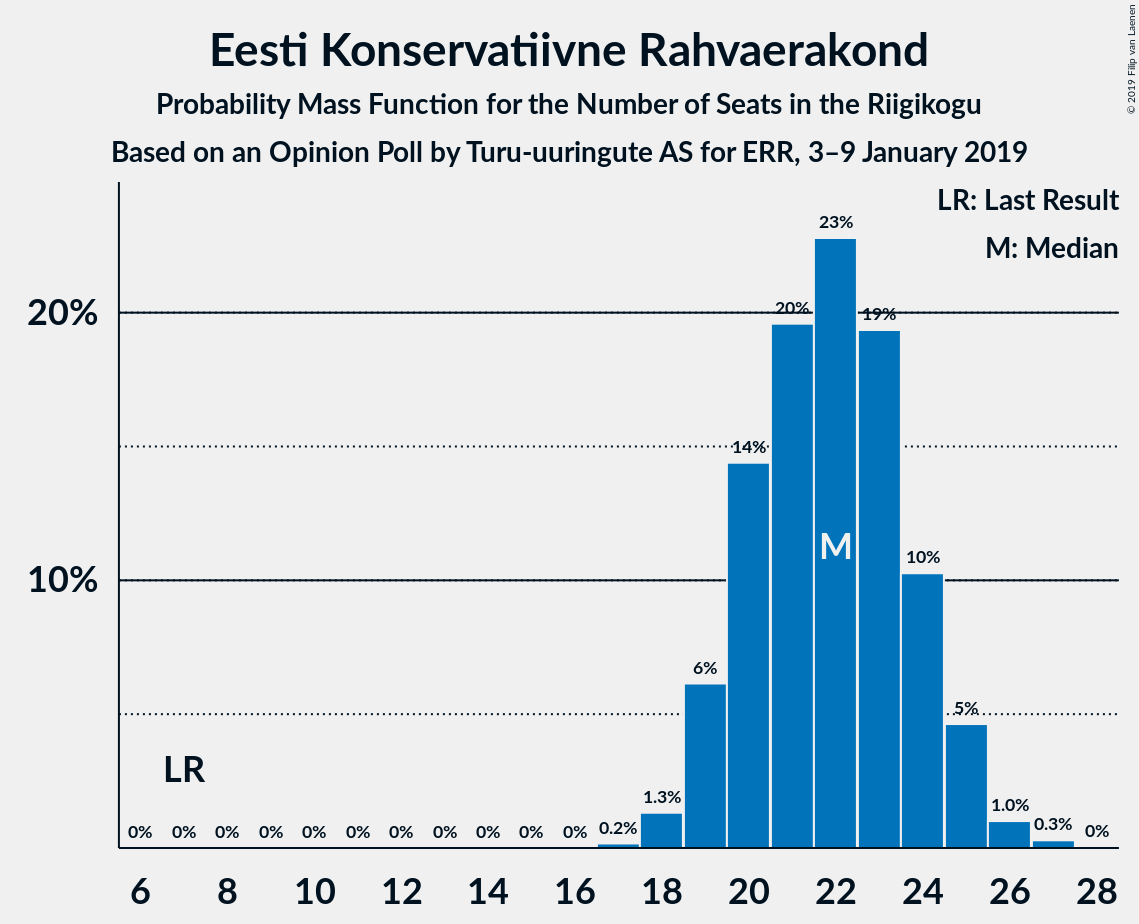 Eesti Konservatiivne Rahvaerakond
Probability Mass Function for the Number of Seats in the Riigikogu
Based on an Opinion Poll by Turu-uuringute AS for ERR, 3–9 January 2019
© 2019 Filip van Laenen
LR: Last Result
M: Median
20%
10%
LR
M
0% 0% 0% 0% 0% 0% 0% 0% 0% 0% 0% 0.2% 1.3% 6% 14% 20% 23% 19% 10% 5% 1.0% 0.3% 0%
6 8 10 12 14 16 18 20 22 24 26 28